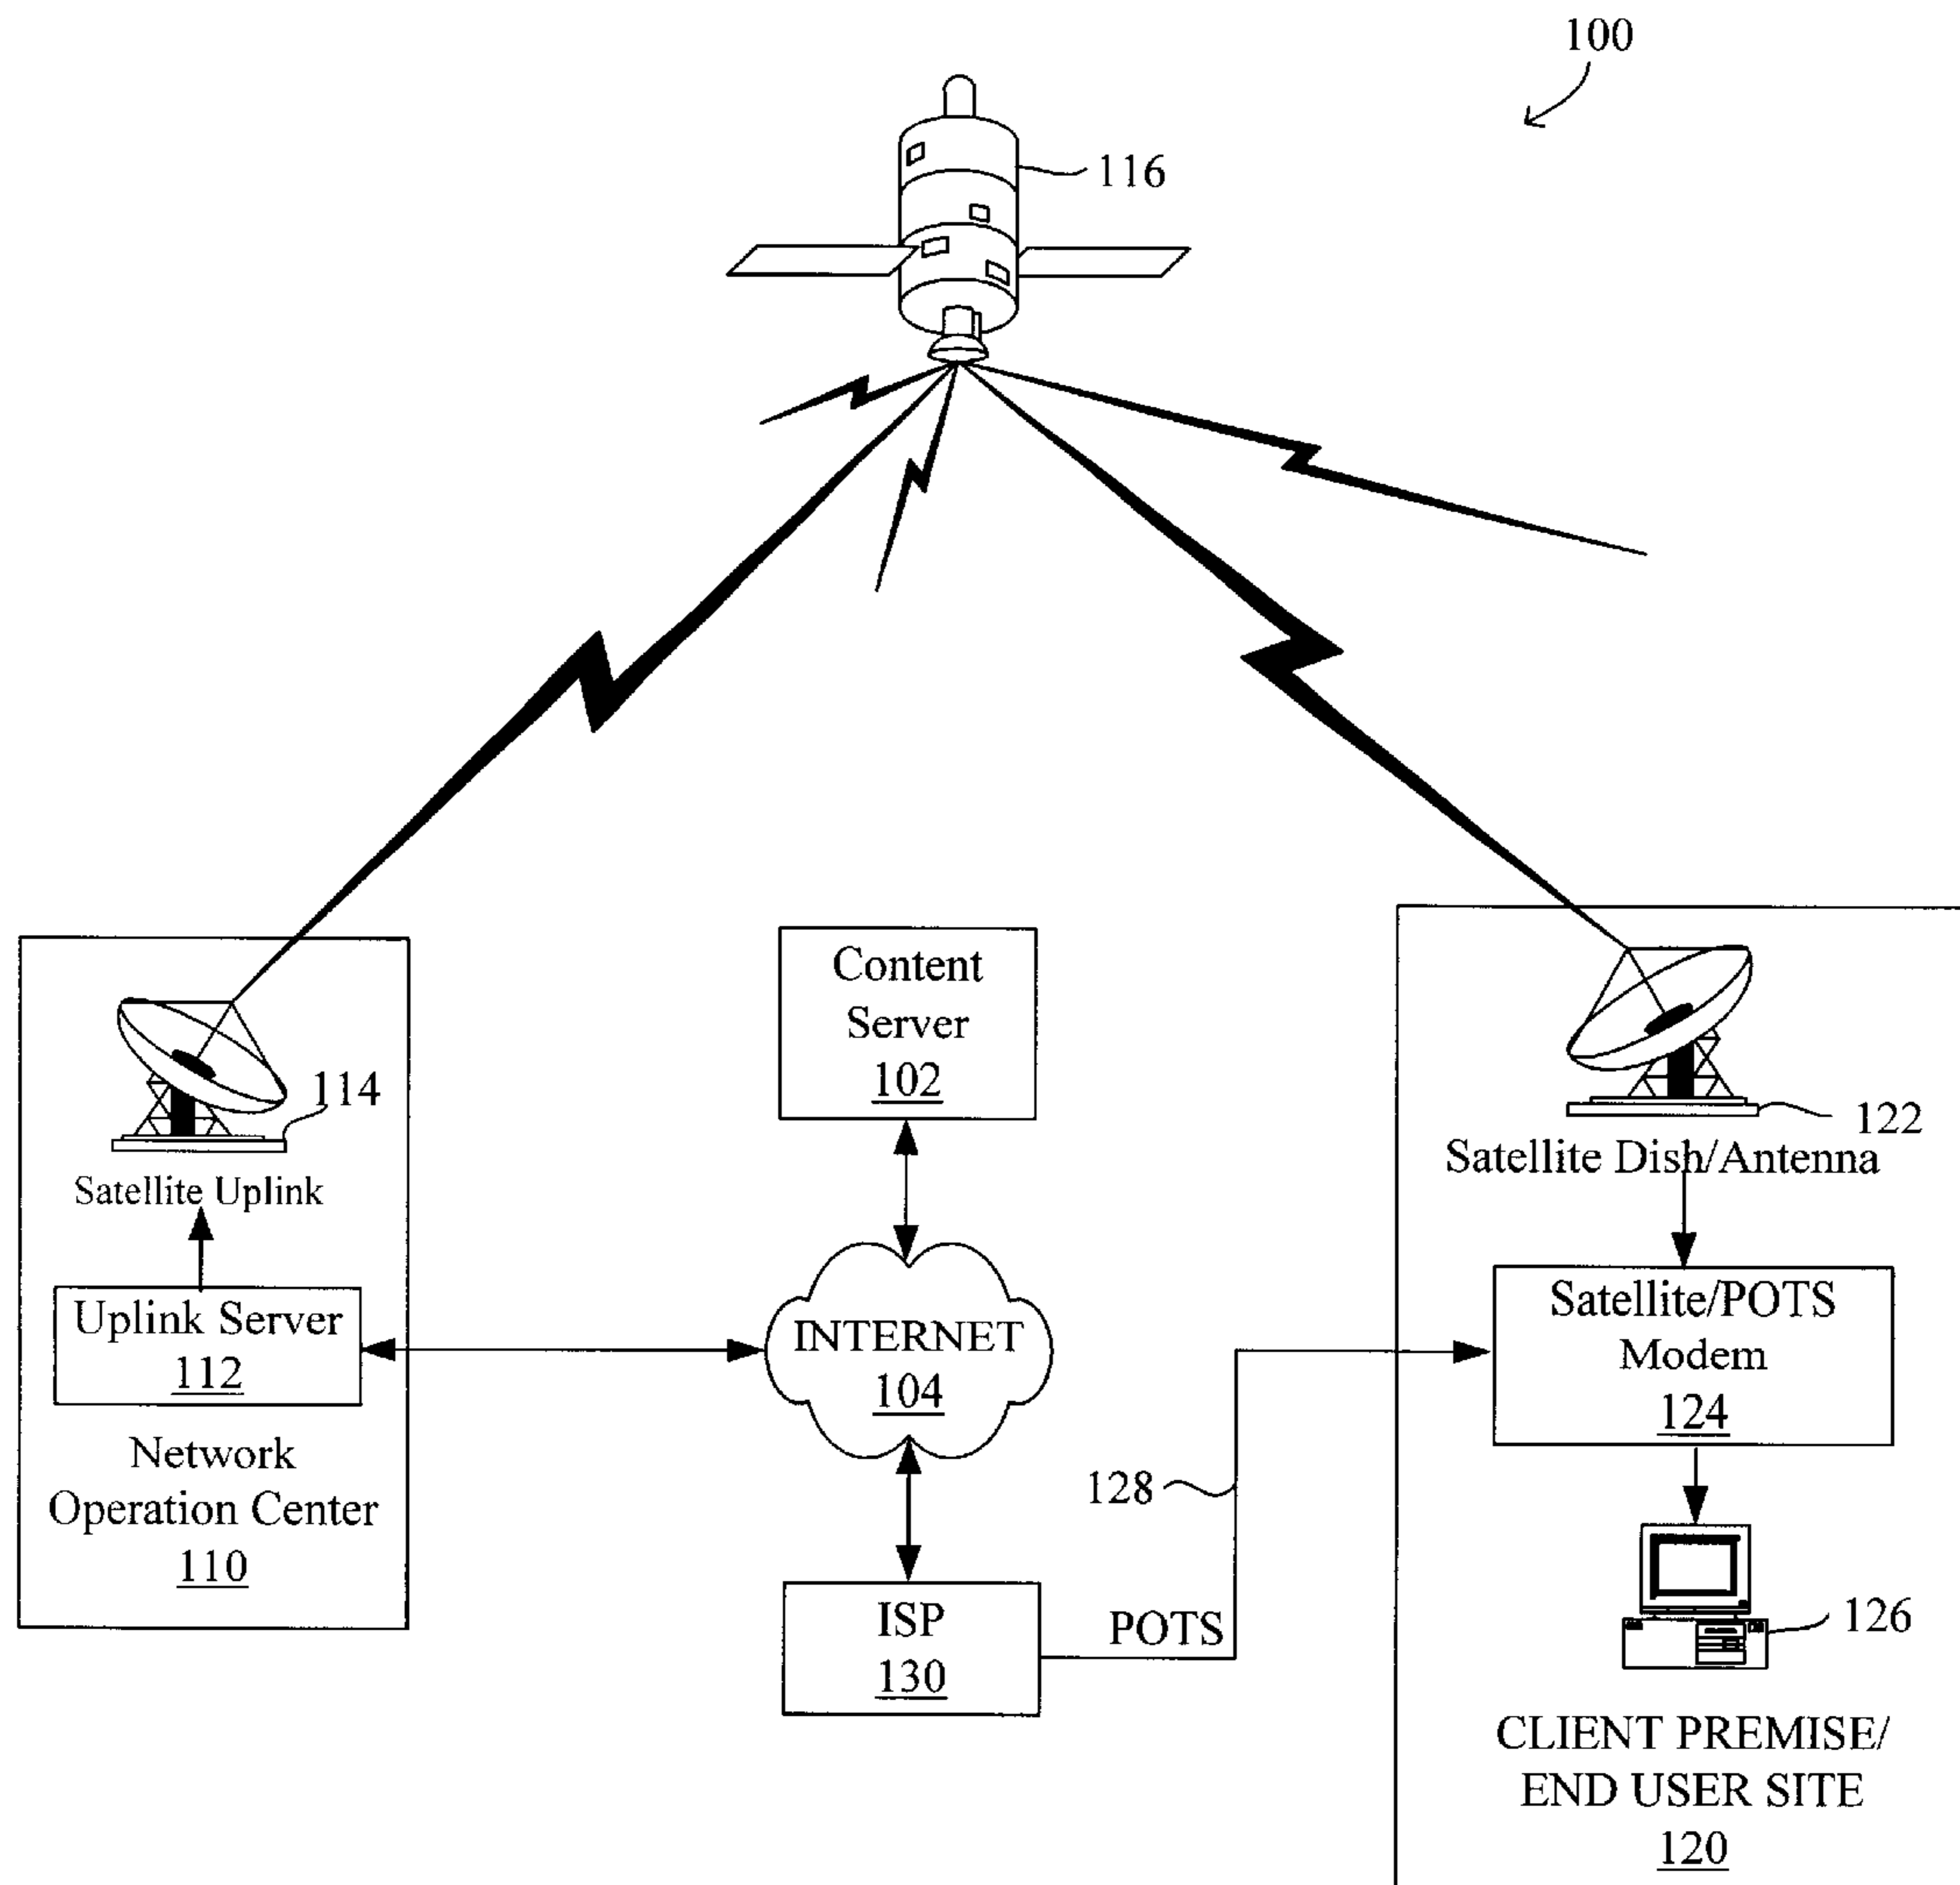 100
116
Content
Server
102
114
Satellite Uplink
122
Satellite Dish/Antenna
Uplink Server
112
INTERNET
104
Satellite/POTS
Modem
124
Network
Operation Center
110
128
ISP
130
POTS
126
CLIENT PREMISE/
END USER SITE
120